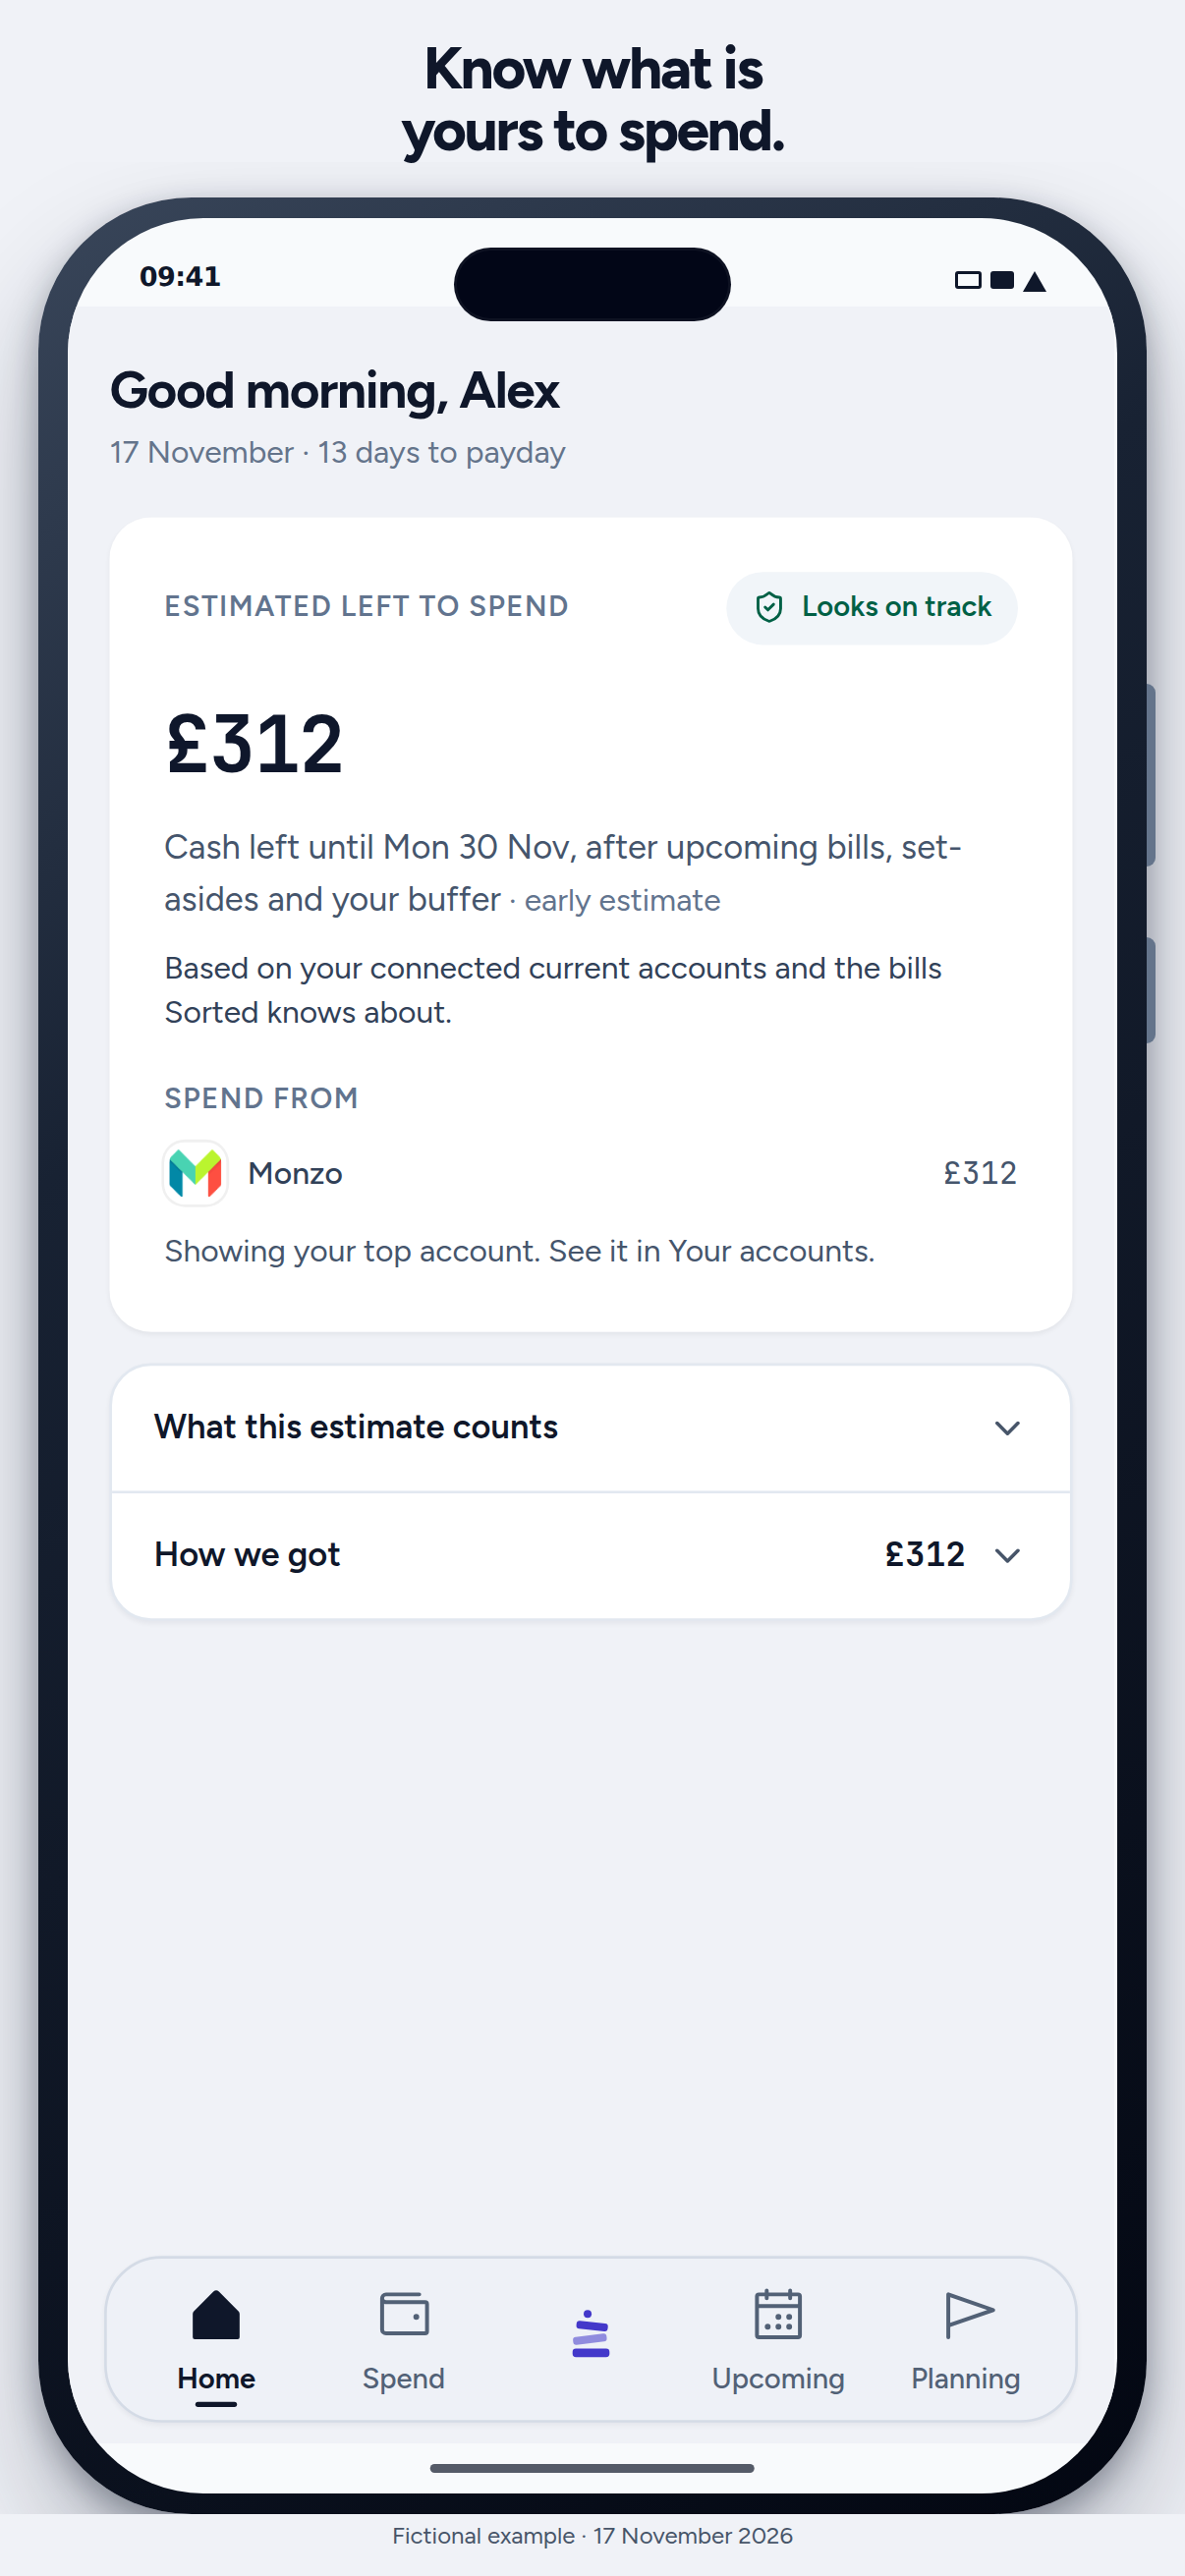 Know what is
yours to spend.
09:41
Good morning, Alex
17 November · 13 days to payday
ESTIMATED LEFT TO SPEND
Looks on track
£312
Cash left until Mon 30 Nov, after upcoming bills, set-
asides and your buffer · early estimate
Based on your connected current accounts and the bills
Sorted knows about.
SPEND FROM
Monzo £312
Showing your top account. See it in Your accounts.
What this estimate counts
How we got £312
Home Spend Upcoming Planning
Fictional example · 17 November 2026